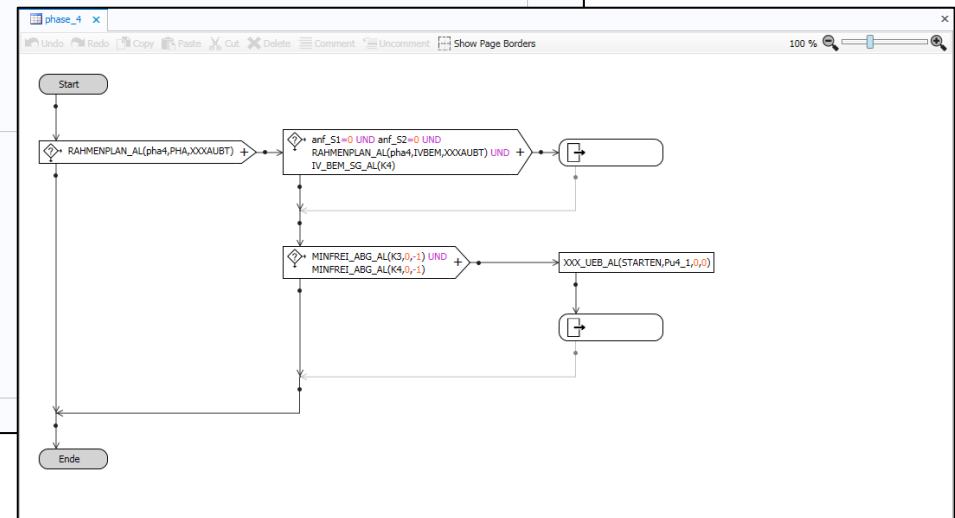 phase_4
Undo Redo Copy Paste Cut Delete Comment Uncomment Show Page Borders 100 %
Start
RAHMENPLAN_AL(pha4,PHA,XXXAUBT)
anf_S1=0 UND anf_S2=0 UND
RAHMENPLAN_AL(pha4,IVBEM,XXXAUBT) UND
IV_BEM_SG_AL(K4)
MINFREI_ABG_AL(K3,0,-1) UND
MINFREI_ABG_AL(K4,0,-1)
XXX_UEB_AL(STARTEN,Pu4_1,0,0)
Ende